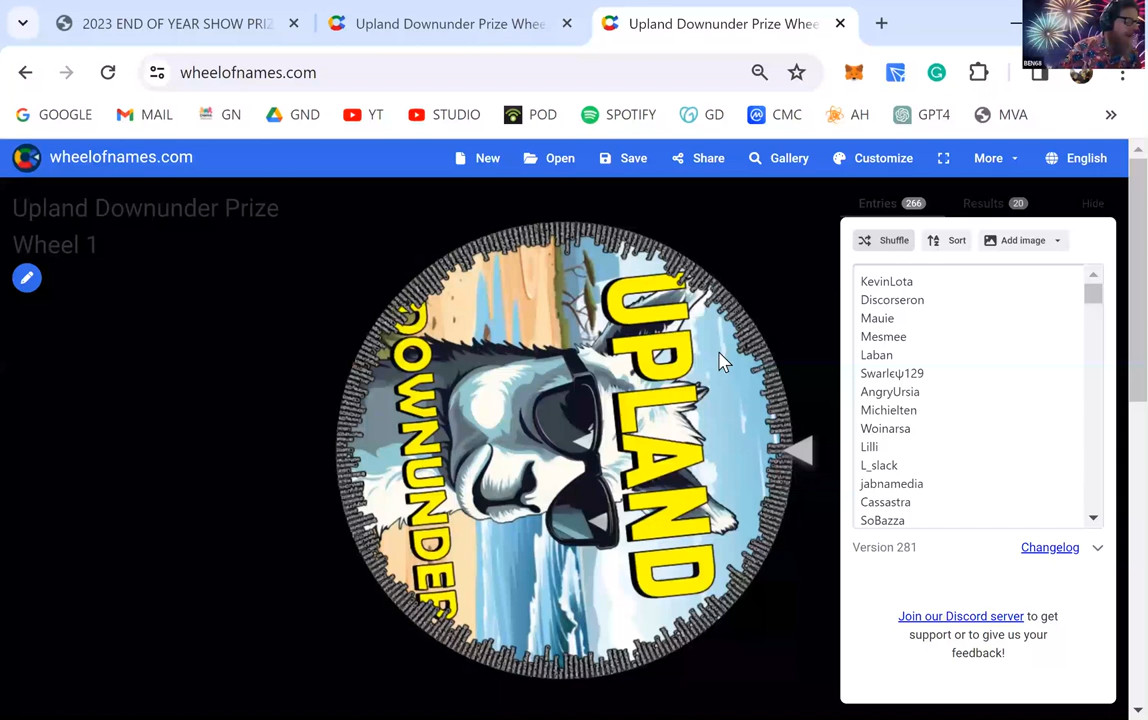 2023 END OF YEAR SHOW PRIZ
Upland Downunder Prize Whee
Upland Downunder Prize Whee
wheelofnames.com
BEN68
GOOGLE MAIL GN GND YT STUDIO POD SPOTIFY GD CMC AH GPT4 MVA
wheelofnames.com New Open Save Share Gallery Customize More English
Upland Downunder Prize
Wheel 1
Entries 266 Results 20 Hide
Shuffle Sort Add image
KevinLota
Discorseron
Mauie
Mesmee
Laban
Swarleψ129
AngryUrsia
Michielten
Woinarsa
Lilli
L_slack
jabnamedia
Cassastra
SoBazza
UPLAND
DOWNUNDER
Version 281 Changelog
Join our Discord server to get
support or to give us your
feedback!